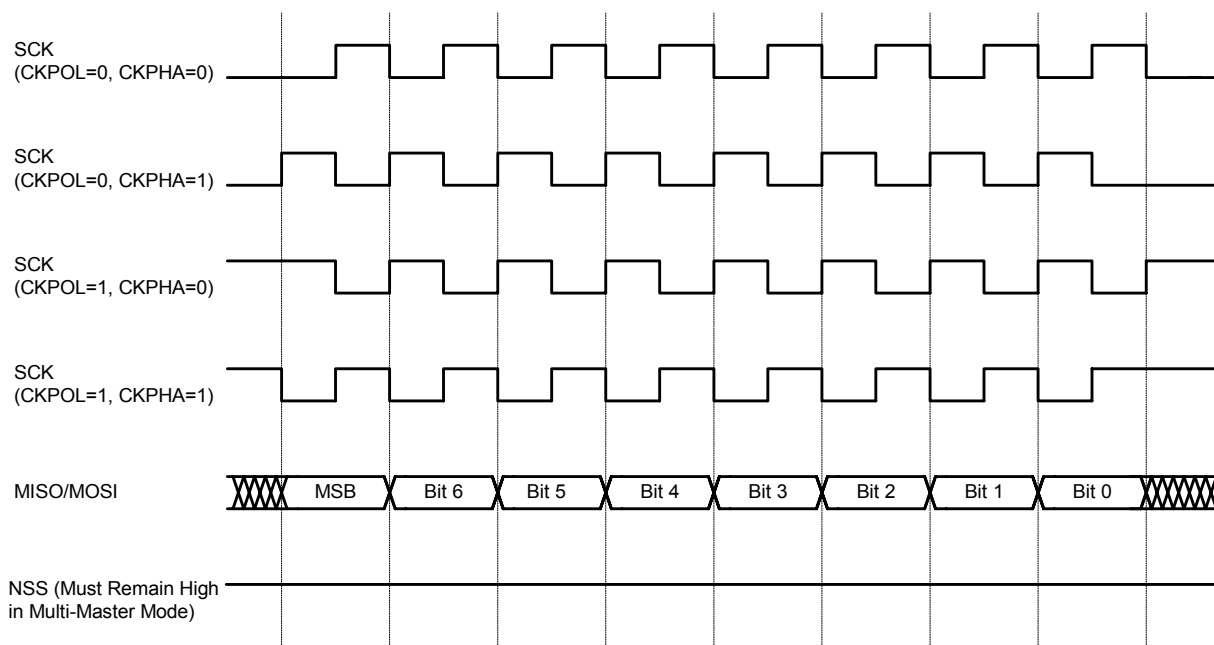 SCK
(CKPOL=0, CKPHA=0)
SCK
(CKPOL=0, CKPHA=1)
SCK
(CKPOL=1, CKPHA=0)
SCK
(CKPOL=1, CKPHA=1)
MISO/MOSI MSB Bit 6 Bit 5 Bit 4 Bit 3 Bit 2 Bit 1 Bit 0
NSS (Must Remain High
in Multi-Master Mode)